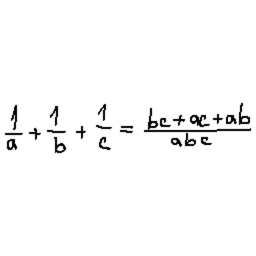 1/a + 1/b + 1/c = (bc + ac + ab)/(abc)